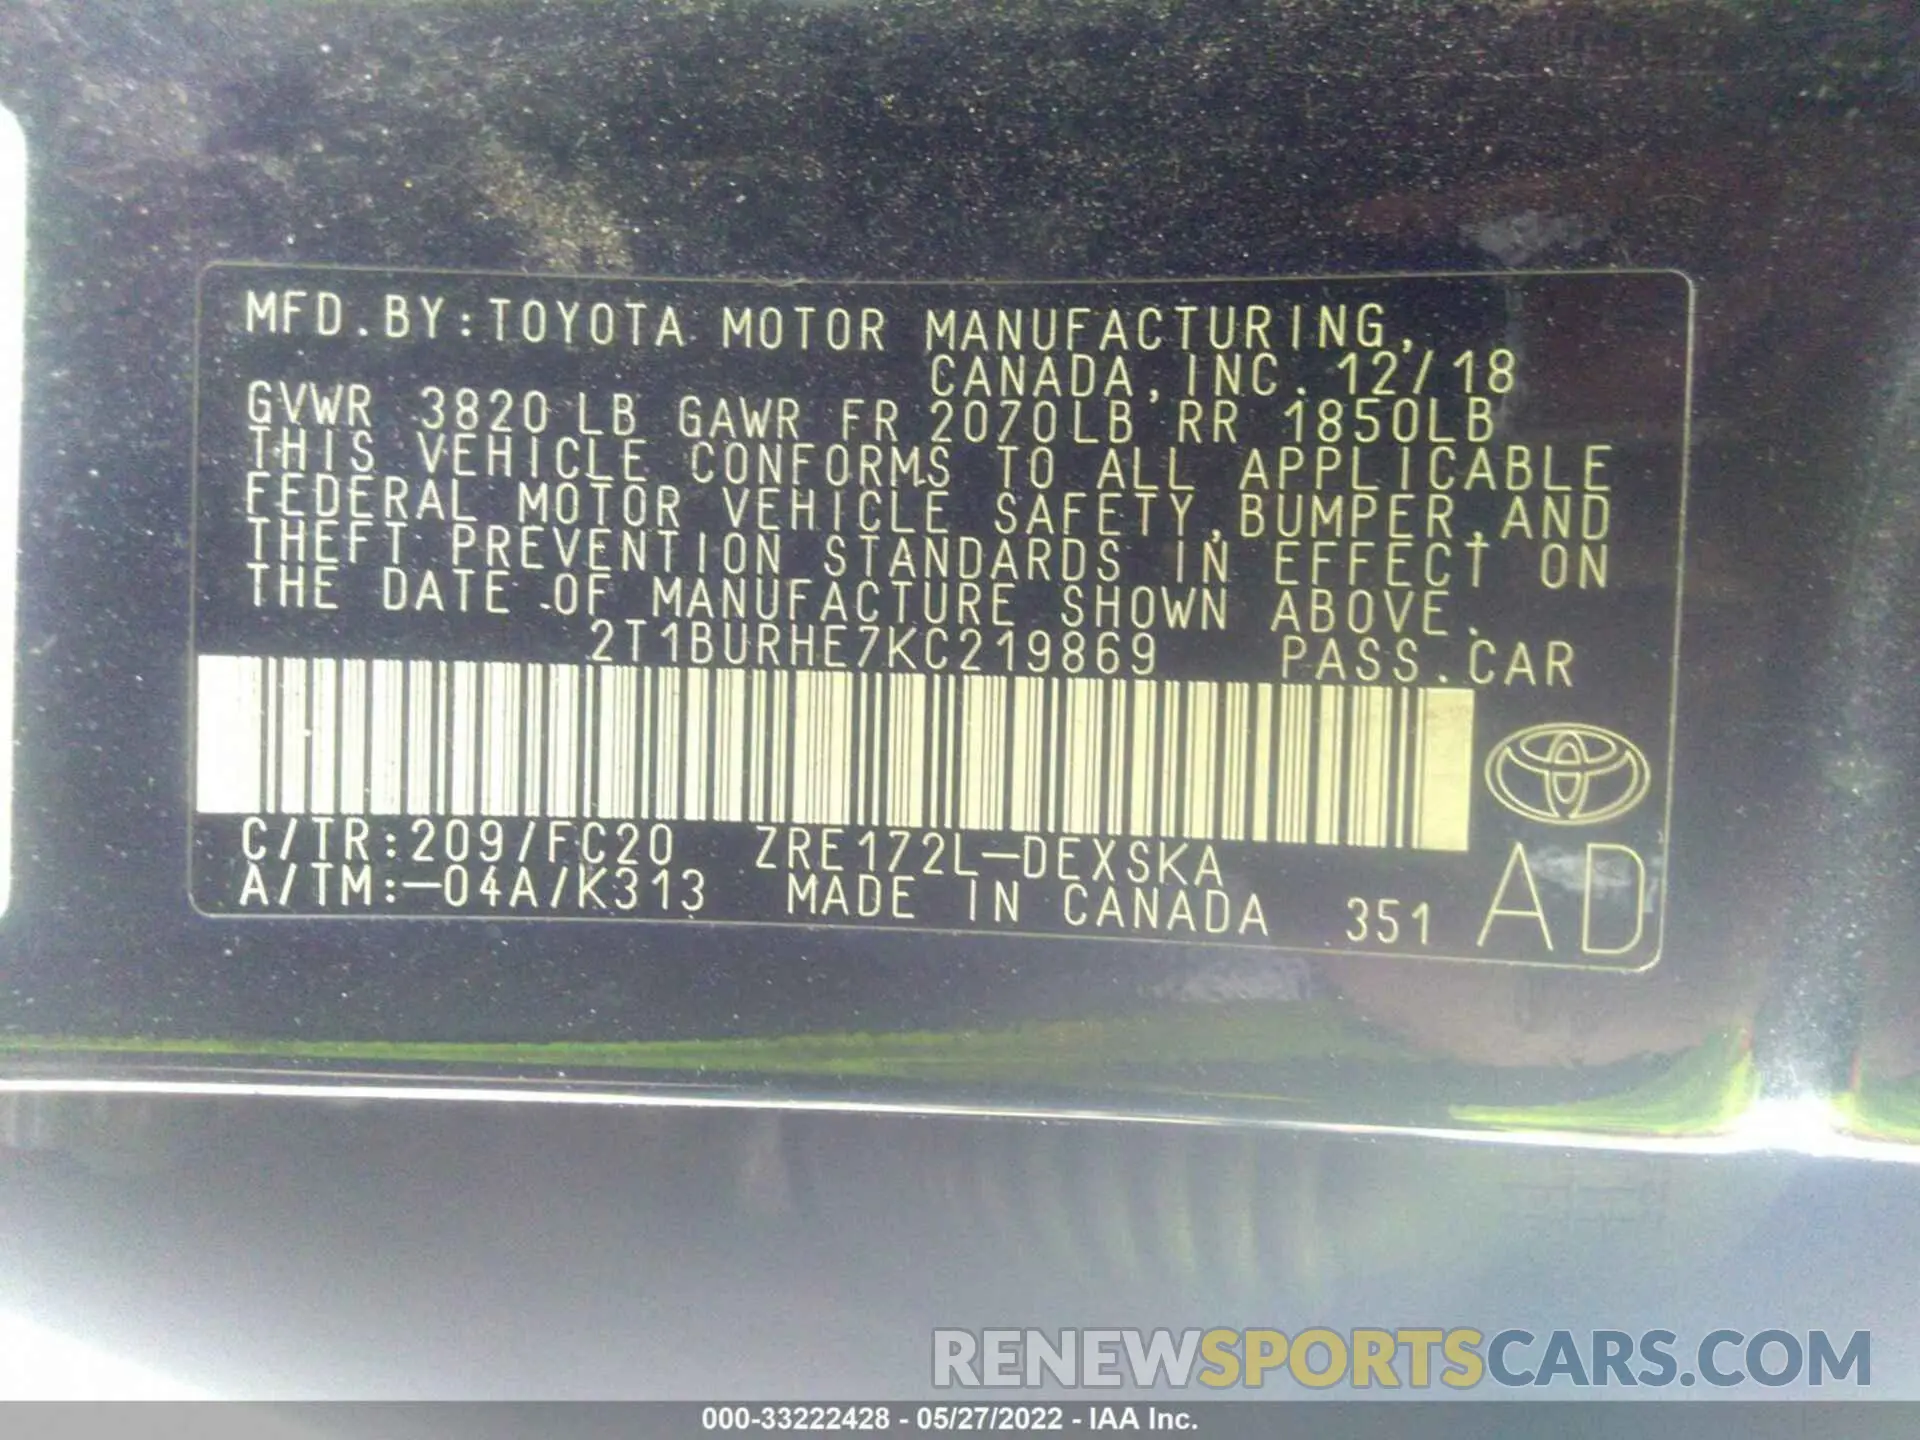 MFD.BY:TOYOTA MOTOR MANUFACTURING,
CANADA,INC. 12/18
GVWR 3820 LB GAWR FR 2070LB RR 1850LB
THIS VEHICLE CONFORMS TO ALL APPLICABLE
FEDERAL MOTOR VEHICLE SAFETY,BUMPER,AND
THEFT PREVENTION STANDARDS IN EFFECT ON
THE DATE OF MANUFACTURE SHOWN ABOVE.
2T1BURHE7KC219869 PASS.CAR
C/TR:209/FC20 ZRE172L-DEXSKA
A/TM:-04A/K313 MADE IN CANADA 351 AD
RENEWSPORTSCARS.COM
000-33222428 - 05/27/2022 - IAA Inc.